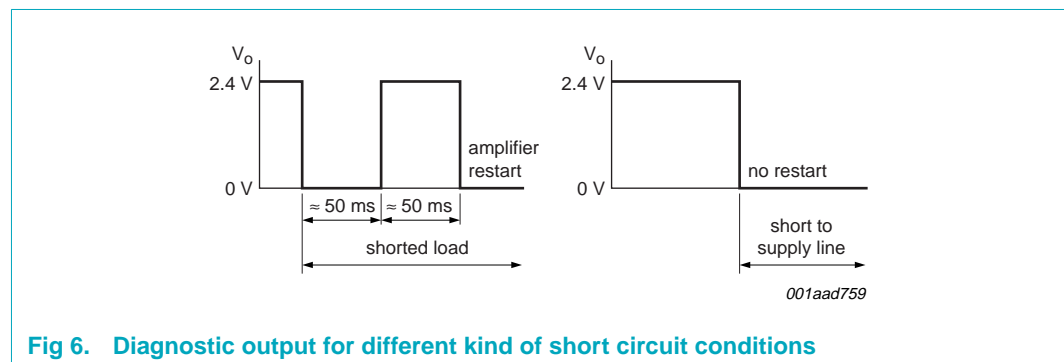 Vo
2.4 V
0 V
amplifier
restart
≈ 50 ms
≈ 50 ms
shorted load
Vo
2.4 V
0 V
no restart
short to
supply line
001aad759
Fig 6. Diagnostic output for different kind of short circuit conditions